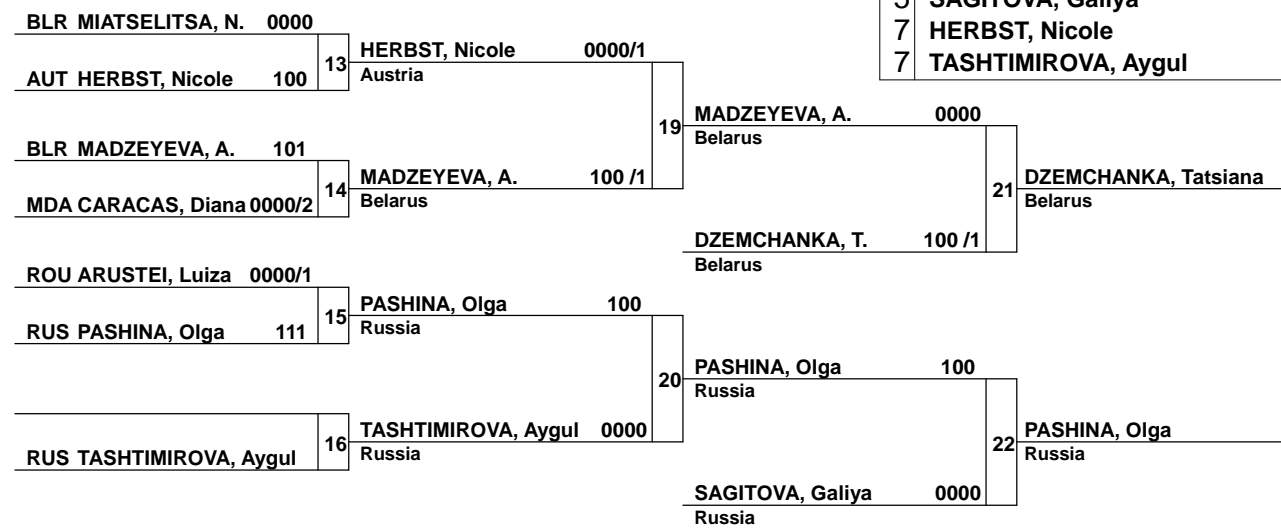 5 SAGITOVA, Galiya
7 HERBST, Nicole
7 TASHTIMIROVA, Aygul
BLR MIATSELITSA, N. 0000
13
AUT HERBST, Nicole 100
HERBST, Nicole 0000/1
Austria
BLR MADZEYEVA, A. 101
14
MDA CARACAS, Diana 0000/2
MADZEYEVA, A. 100 /1
Belarus
19
MADZEYEVA, A. 0000
Belarus
DZEMCHANKA, T. 100 /1
Belarus
21
DZEMCHANKA, Tatsiana
Belarus
ROU ARUSTEI, Luiza 0000/1
15
RUS PASHINA, Olga 111
PASHINA, Olga 100
Russia
16
RUS TASHTIMIROVA, Aygul
TASHTIMIROVA, Aygul 0000
Russia
20
PASHINA, Olga 100
Russia
SAGITOVA, Galiya 0000
Russia
22
PASHINA, Olga
Russia